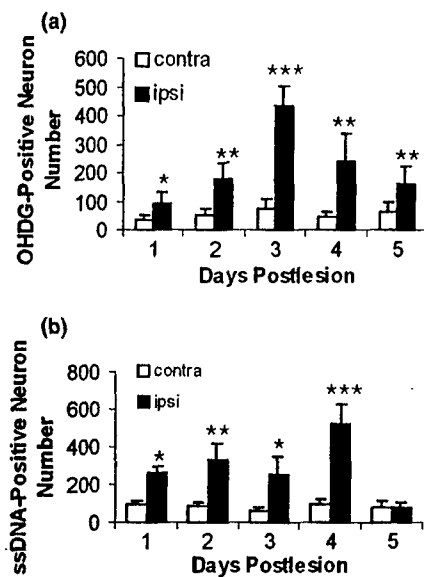 (a)
OHDG-Positive Neuron
Number
600
500
400
300
200
100
0
contra
ipsi
*
**
***
**
**
1 2 3 4 5
Days Postlesion
(b)
ssDNA-Positive Neuron
Number
800
600
400
200
0
contra
ipsi
*
**
*
***
1 2 3 4 5
Days Postlesion